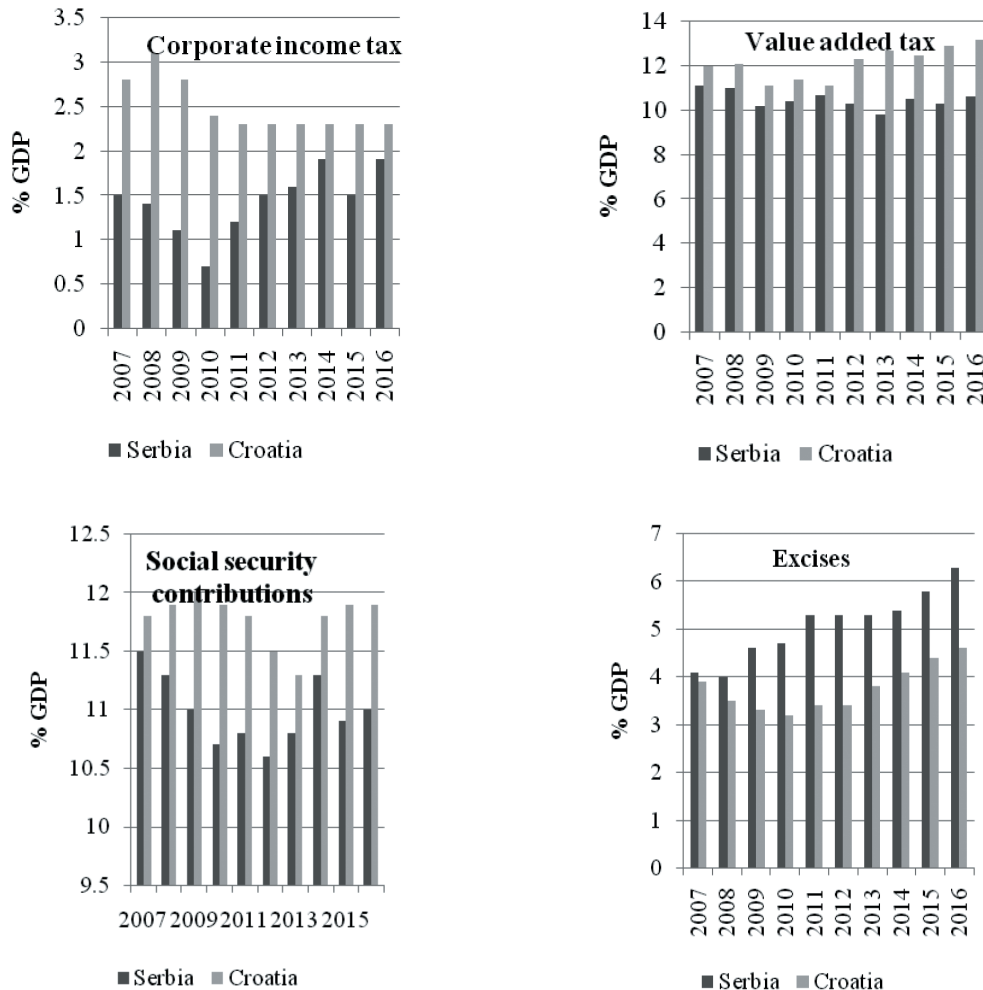 Corporate income tax
3.5
3
2.5
2
1.5
1
0.5
0
% GDP
2007 2008 2009 2010 2011 2012 2013 2014 2015 2016
Serbia Croatia
Value added tax
14
12
10
8
6
4
2
0
% GDP
2007 2008 2009 2010 2011 2012 2013 2014 2015 2016
Serbia Croatia
Social security
contributions
12.5
12
11.5
11
10.5
10
9.5
% GDP
2007 2009 2011 2013 2015
Serbia Croatia
Excises
7
6
5
4
3
2
1
0
% GDP
2007 2008 2009 2010 2011 2012 2013 2014 2015 2016
Serbia Croatia